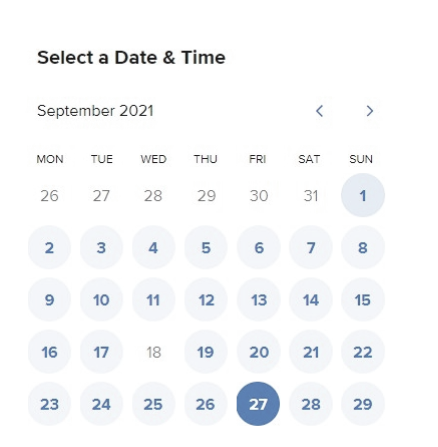 Select a Date & Time
September 2021
MON TUE WED THU FRI SAT SUN
26 27 28 29 30 31 1
2 3 4 5 6 7 8
9 10 11 12 13 14 15
16 17 18 19 20 21 22
23 24 25 26 27 28 29